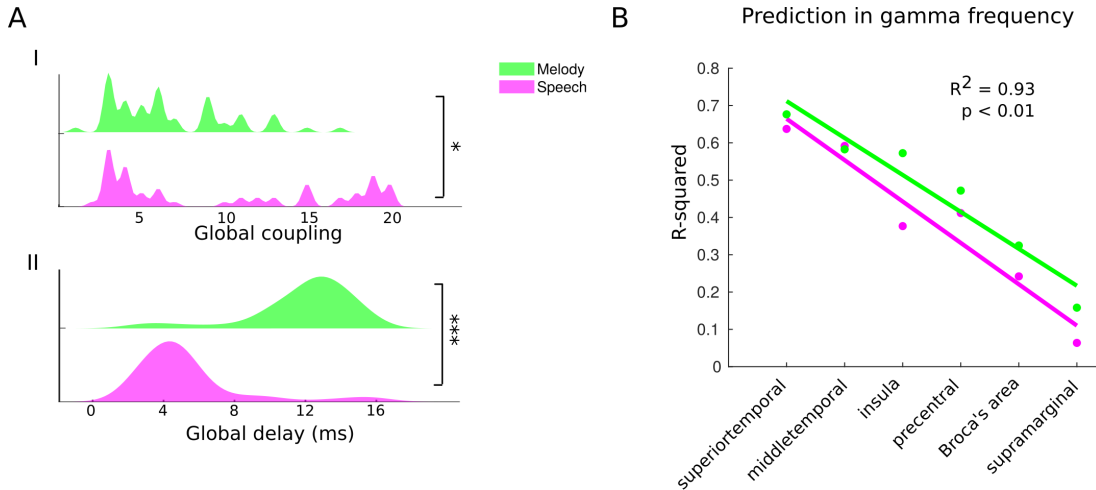 A
I
Melody
Speech
*
5 10 15 20
Global coupling
II
***
0 4 8 12 16
Global delay (ms)
B
Prediction in gamma frequency
R² = 0.93
p < 0.01
R-squared
0.8
0.7
0.6
0.5
0.4
0.3
0.2
0.1
0
superiortemporal
middletemporal
insula
precentral
Broca's area
supramarginal